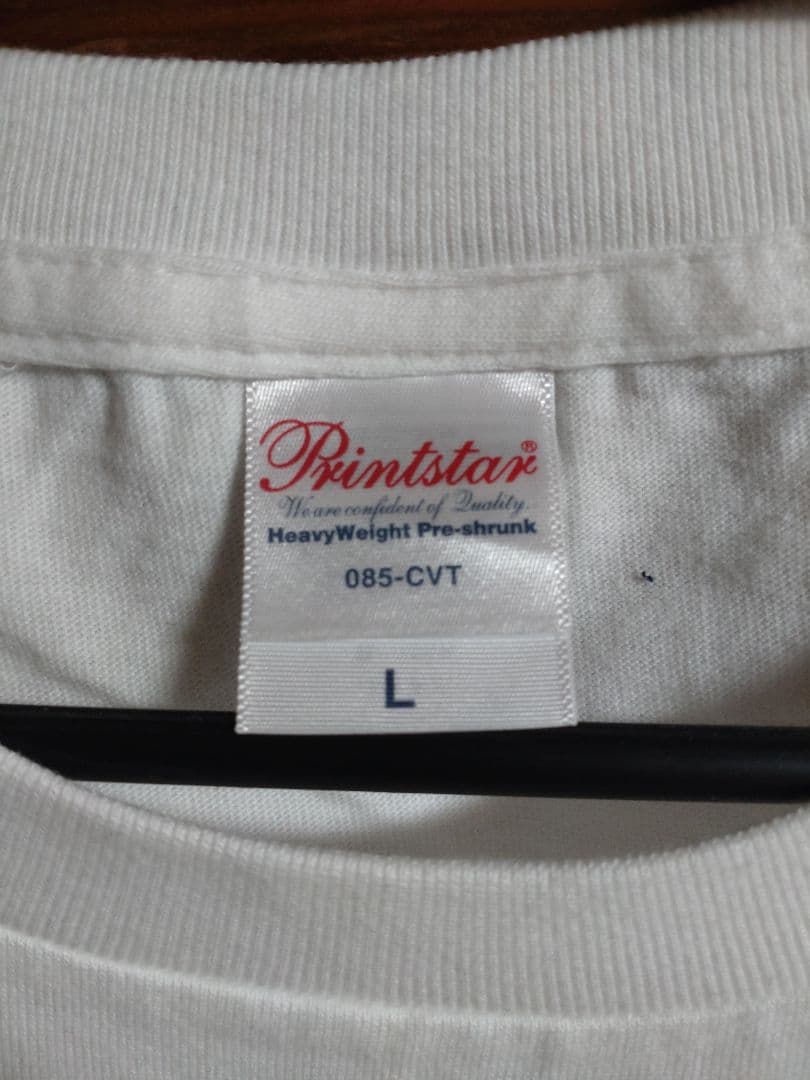 Printstar®
We are confident of Quality.
HeavyWeight Pre-shrunk
085-CVT
L